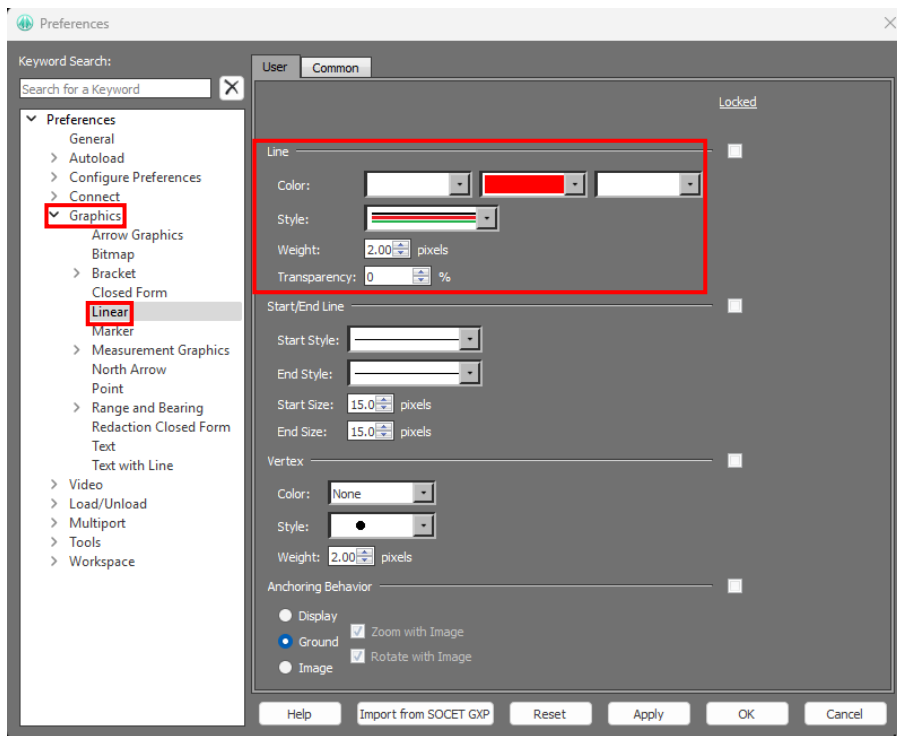 Preferences
Keyword Search:
Search for a Keyword
Preferences
General
Autoload
Configure Preferences
Connect
Graphics
Arrow Graphics
Bitmap
Bracket
Closed Form
Linear
Marker
Measurement Graphics
North Arrow
Point
Range and Bearing
Redaction Closed Form
Text
Text with Line
Video
Load/Unload
Multiport
Tools
Workspace
User Common
Locked
Line
Color:
Style:
Weight: 2.00 pixels
Transparency: 0 %
Start/End Line
Start Style:
End Style:
Start Size: 15.0 pixels
End Size: 15.0 pixels
Vertex
Color: None
Style:
Weight: 2.00 pixels
Anchoring Behavior
Display
Zoom with Image
Ground
Rotate with Image
Image
Help Import from SOCET GXP Reset Apply OK Cancel